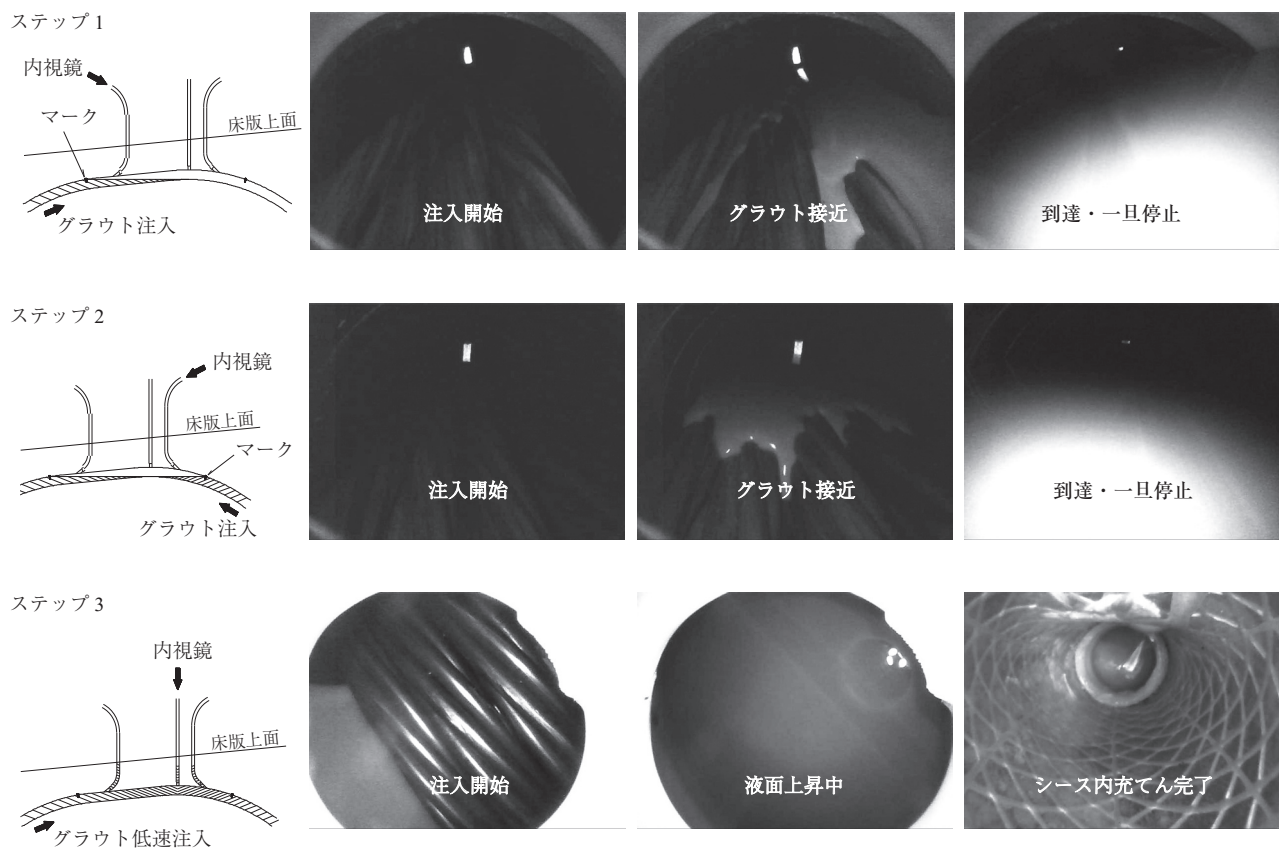 ステップ 1
内視鏡
マーク
床版上面
グラウト注入
注入開始
グラウト接近
到達・一旦停止
ステップ 2
内視鏡
床版上面
マーク
グラウト注入
注入開始
グラウト接近
到達・一旦停止
ステップ 3
内視鏡
床版上面
グラウト低速注入
注入開始
液面上昇中
シース内充てん完了